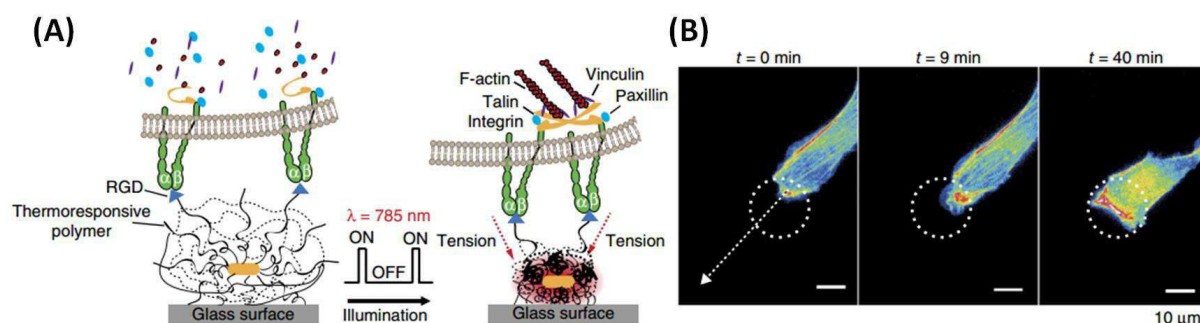 (A)
F-actin
Vinculin
Talin
Paxillin
Integrin
αβ
αβ
αβ
αβ
RGD
Thermoresponsive
polymer
λ = 785 nm
ON
ON
OFF
Illumination
Tension
Tension
Glass surface
Glass surface
(B)
t = 0 min
t = 9 min
t = 40 min
10 μm